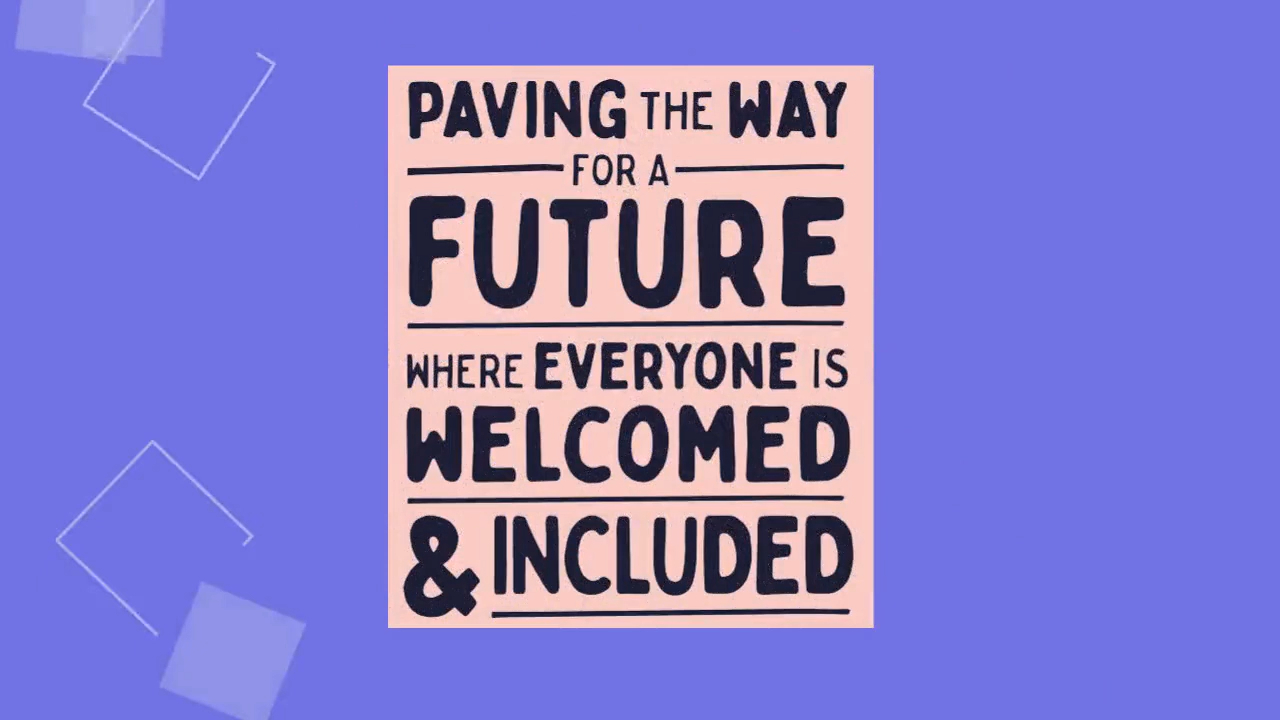 PAVING THE WAY
FOR A
FUTURE
WHERE EVERYONE IS
WELCOMED
& INCLUDED